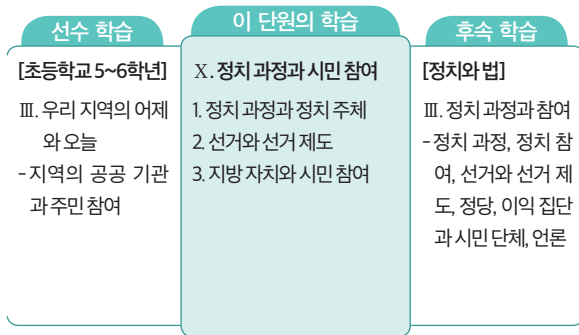 선수 학습
[초등학교 5~6학년]
Ⅲ. 우리 지역의 어제
와 오늘
- 지역의 공공 기관
과 주민 참여
이 단원의 학습
Ⅹ. 정치 과정과 시민 참여
1. 정치 과정과 정치 주체
2. 선거와 선거 제도
3. 지방 자치와 시민 참여
후속 학습
[정치와 법]
Ⅲ. 정치 과정과 참여
- 정치 과정, 정치 참
여, 선거와 선거 제
도, 정당, 이익 집단
과 시민 단체, 언론